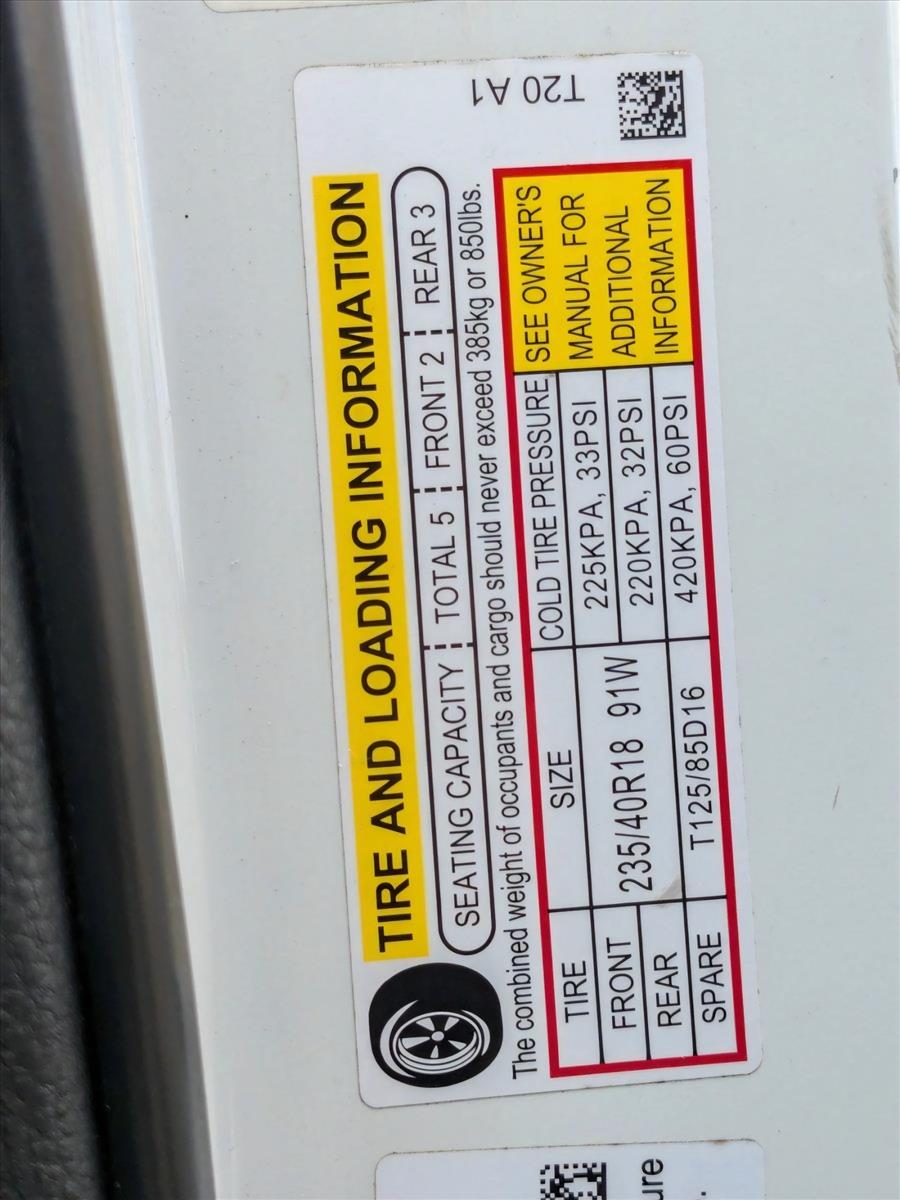 TIRE AND LOADING INFORMATION
SEATING CAPACITY TOTAL 5 FRONT 2 REAR 3
The combined weight of occupants and cargo should never exceed 385kg or 850lbs.
TIRE SIZE COLD TIRE PRESSURE
FRONT 235/40R18 91W 225KPA, 33PSI
REAR 220KPA, 32PSI
SPARE T125/85D16 420KPA, 60PSI
SEE OWNER'S
MANUAL FOR
ADDITIONAL
INFORMATION
T20 A1
ure